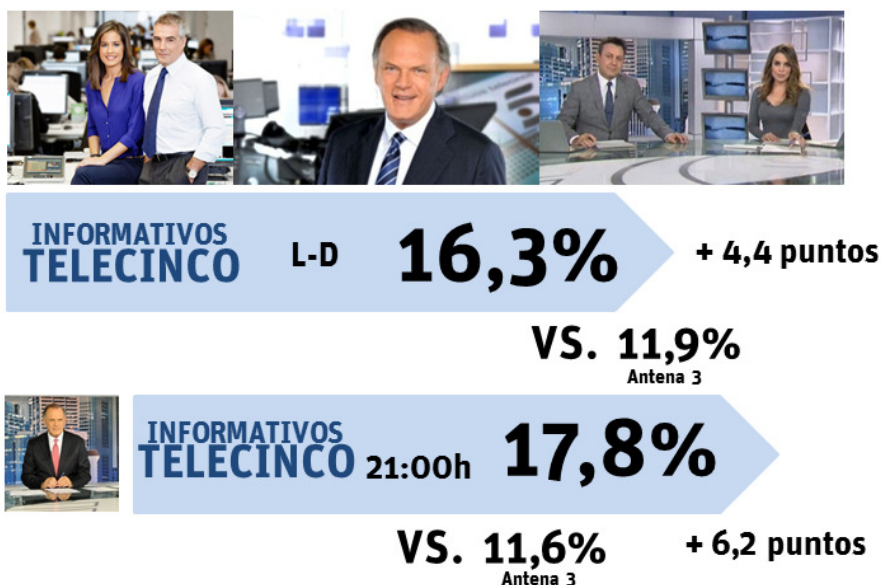 INFORMATIVOS
TELECINCO
L-D
16,3%
+ 4,4 puntos
VS. 11,9%
Antena 3
INFORMATIVOS
TELECINCO
21:00h
17,8%
VS. 11,6%
Antena 3
+ 6,2 puntos